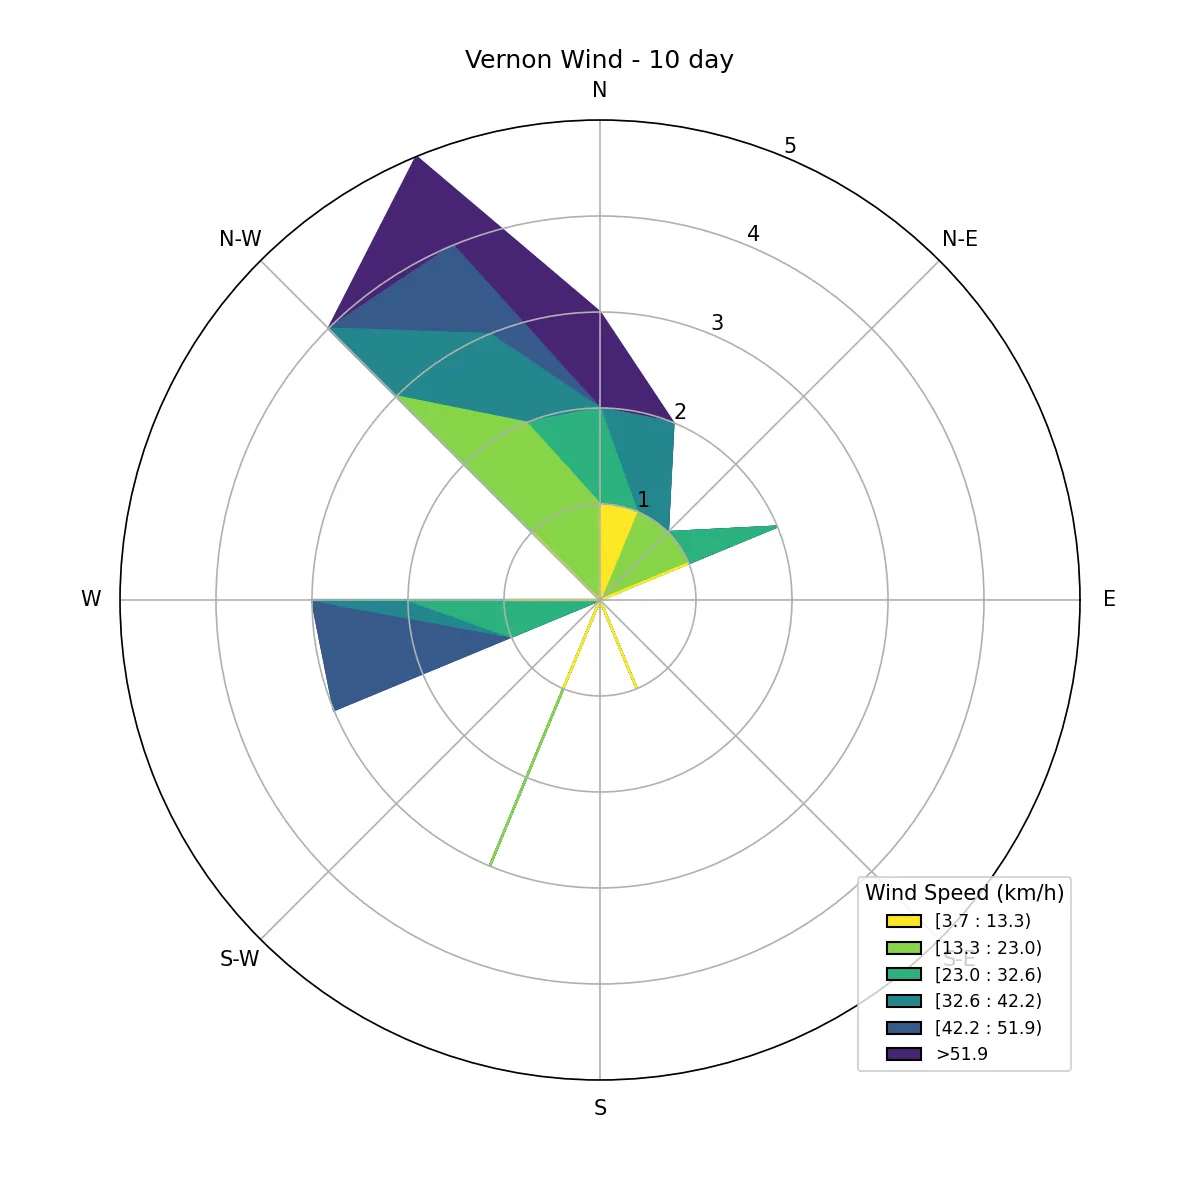 Vernon Wind - 10 day
N
5
N-W
4
N-E
3
2
1
W
E
S-W
S-E
S
Wind Speed (km/h)
[3.7 : 13.3)
[13.3 : 23.0)
[23.0 : 32.6)
[32.6 : 42.2)
[42.2 : 51.9)
>51.9